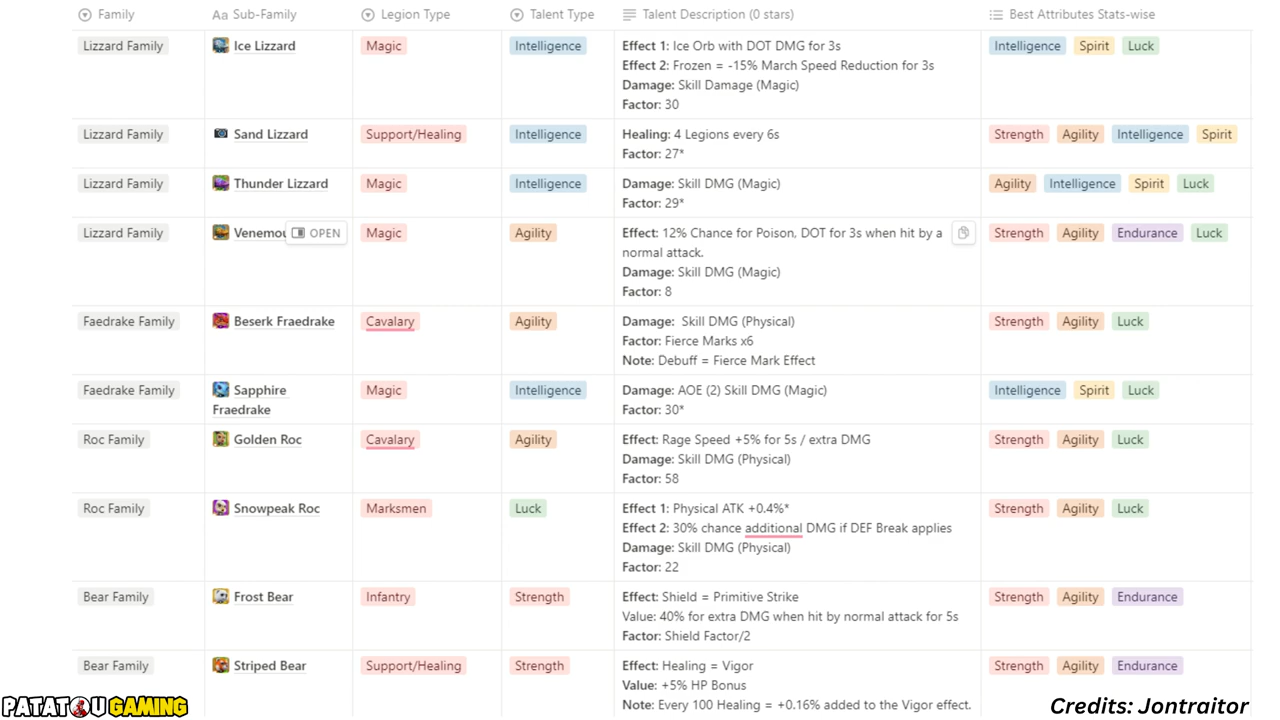 Family Aa Sub-Family Legion Type Talent Type Talent Description (0 stars) Best Attributes Stats-wise
Lizzard Family Ice Lizzard Magic Intelligence Effect 1: Ice Orb with DOT DMG for 3s Intelligence Spirit Luck
Effect 2: Frozen = -15% March Speed Reduction for 3s
Damage: Skill Damage (Magic)
Factor: 30
Lizzard Family Sand Lizzard Support/Healing Intelligence Healing: 4 Legions every 6s Strength Agility Intelligence Spirit
Factor: 27*
Lizzard Family Thunder Lizzard Magic Intelligence Damage: Skill DMG (Magic) Agility Intelligence Spirit Luck
Factor: 29*
Lizzard Family Venemou OPEN Magic Agility Effect: 12% Chance for Poison, DOT for 3s when hit by a Strength Agility Endurance Luck
normal attack.
Damage: Skill DMG (Magic)
Factor: 8
Faedrake Family Beserk Fraedrake Cavalary Agility Damage: Skill DMG (Physical) Strength Agility Luck
Factor: Fierce Marks x6
Note: Debuff = Fierce Mark Effect
Faedrake Family Sapphire Magic Intelligence Damage: AOE (2) Skill DMG (Magic) Intelligence Spirit Luck
Fraedrake Factor: 30*
Roc Family Golden Roc Cavalary Agility Effect: Rage Speed +5% for 5s / extra DMG Strength Agility Luck
Damage: Skill DMG (Physical)
Factor: 58
Roc Family Snowpeak Roc Marksmen Luck Effect 1: Physical ATK +0.4%* Strength Agility Luck
Effect 2: 30% chance additional DMG if DEF Break applies
Damage: Skill DMG (Physical)
Factor: 22
Bear Family Frost Bear Infantry Strength Effect: Shield = Primitive Strike Strength Agility Endurance
Value: 40% for extra DMG when hit by normal attack for 5s
Factor: Shield Factor/2
Bear Family Striped Bear Support/Healing Strength Effect: Healing = Vigor Strength Agility Endurance
Value: +5% HP Bonus
Note: Every 100 Healing = +0.16% added to the Vigor effect.
PATATOU GAMING Credits: Jontraitor